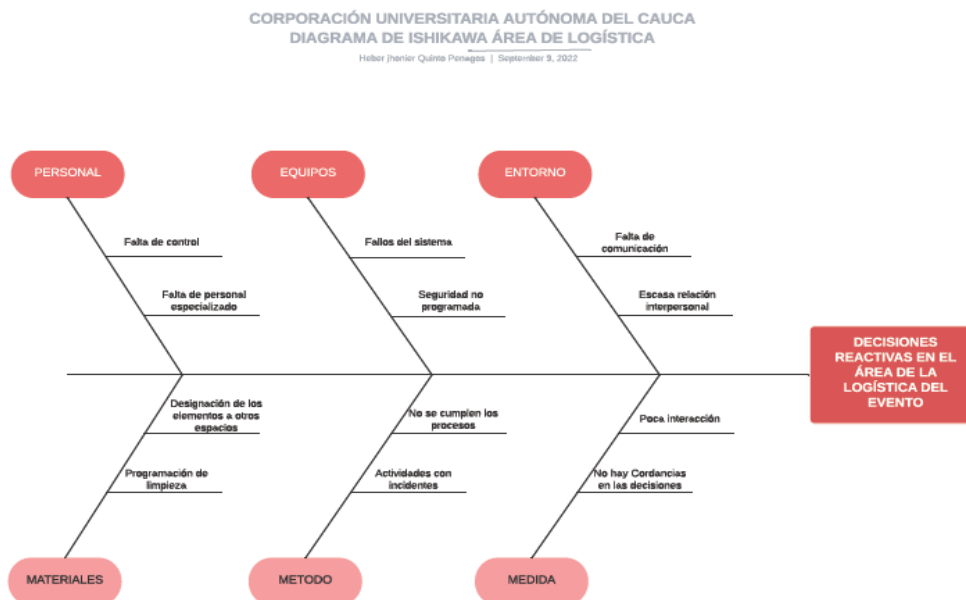 CORPORACIÓN UNIVERSITARIA AUTÓNOMA DEL CAUCA
DIAGRAMA DE ISHIKAWA ÁREA DE LOGÍSTICA
Heber jhonier Quinto Penagos | September 9, 2022
PERSONAL
EQUIPOS
ENTORNO
Falta de control
Fallos del sistema
Falta de
comunicación
Falta de personal
especializado
Seguridad no
programada
Escasa relación
interpersonal
DECISIONES
REACTIVAS EN EL
ÁREA DE LA
LOGÍSTICA DEL
EVENTO
Designación de los
elementos a otros
espacios
No se cumplen los
procesos
Poca interacción
Programación de
limpieza
Actividades con
incidentes
No hay Cordancias
en las decisiones
MATERIALES
METODO
MEDIDA